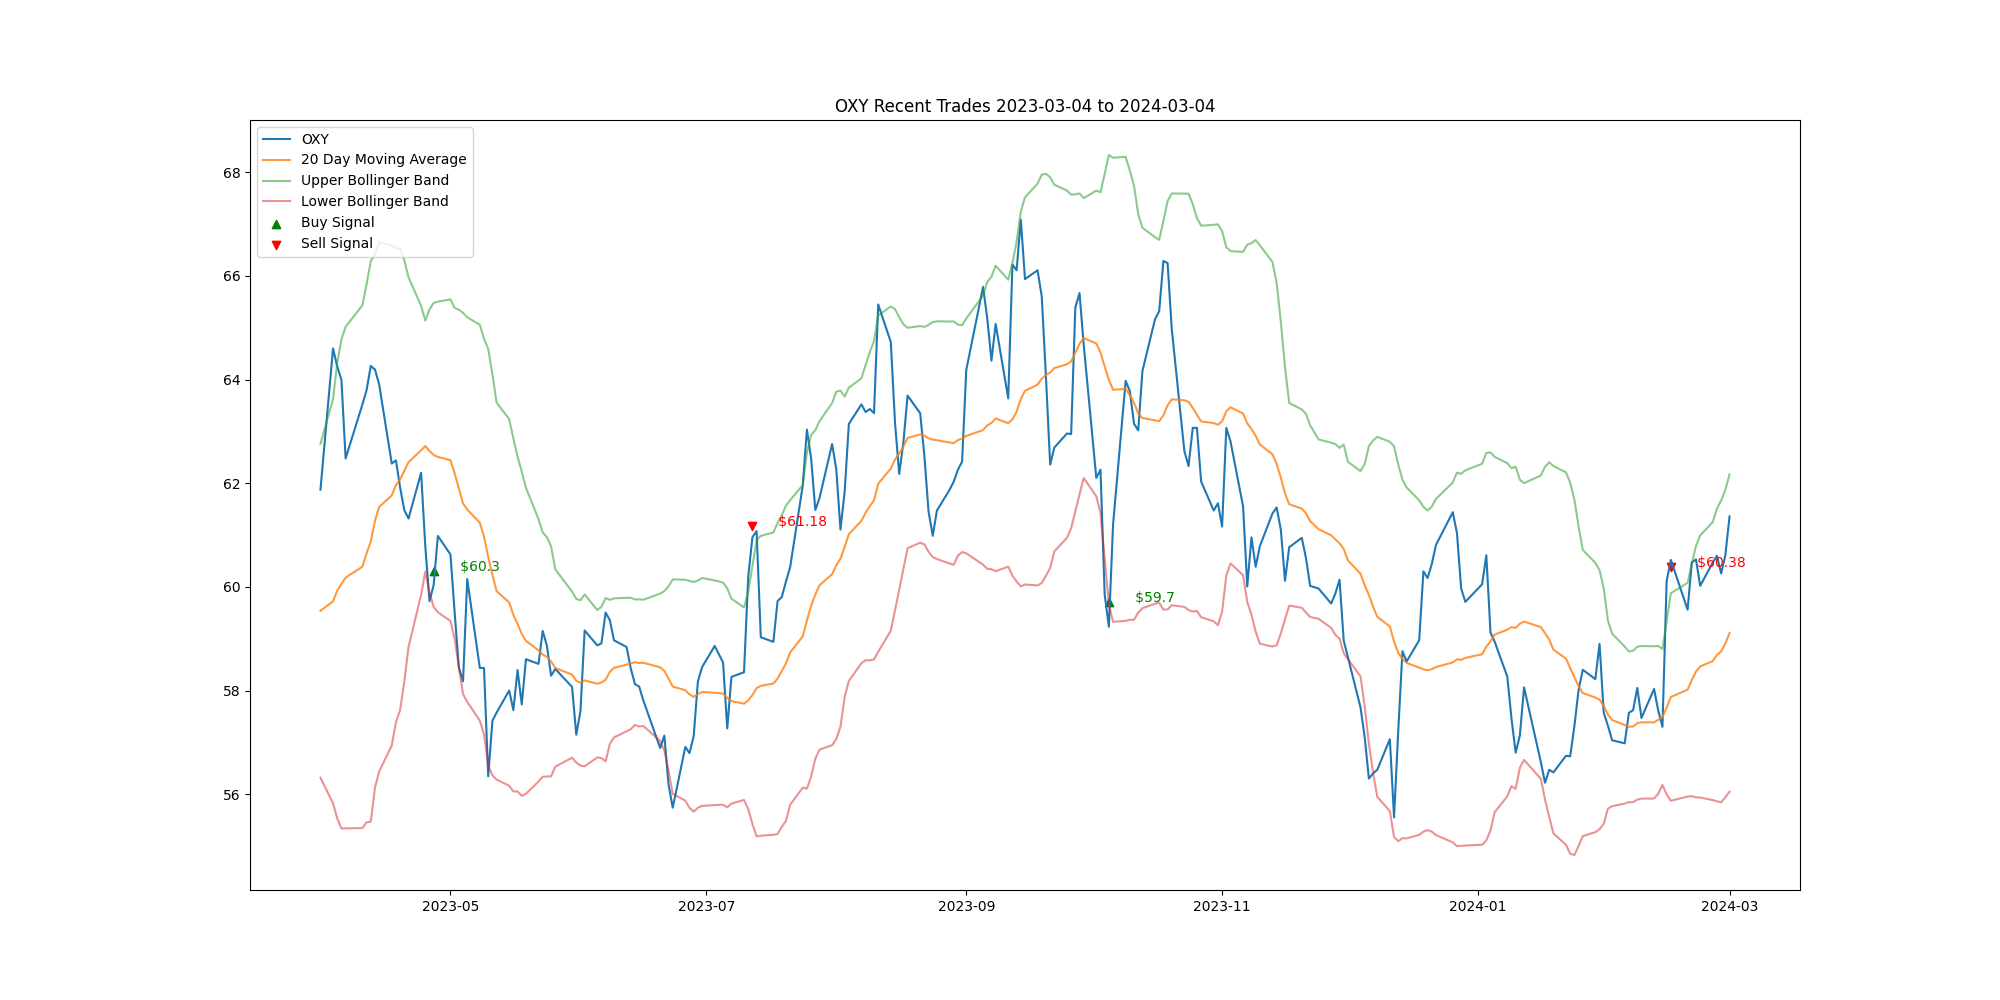 OXY Recent Trades 2023-03-04 to 2024-03-04
OXY
20 Day Moving Average
Upper Bollinger Band
Lower Bollinger Band
Buy Signal
Sell Signal
68
66
64
62
60
58
56
$60.3
$61.18
$59.7
$60.38
2023-05
2023-07
2023-09
2023-11
2024-01
2024-03